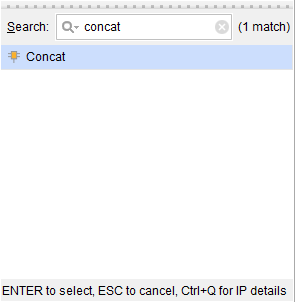 Search: concat (1 match)
Concat
ENTER to select, ESC to cancel, Ctrl+Q for IP details